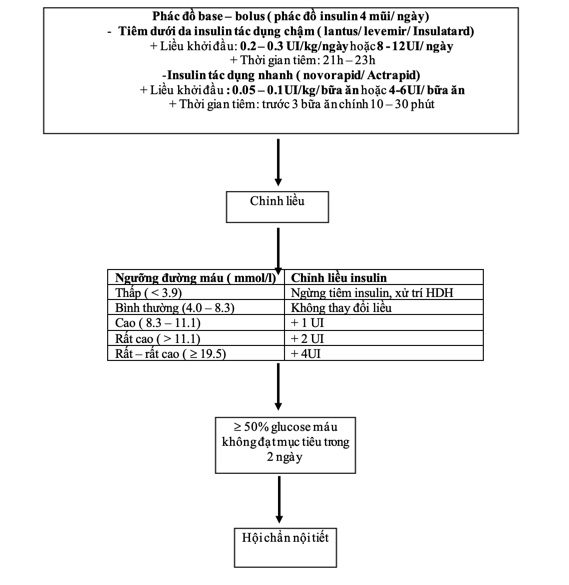 Phác đồ base – bolus ( phác đồ insulin 4 mũi/ ngày)
- Tiêm dưới da insulin tác dụng chậm ( lantus/ levemir/ Insulatard)
+ Liều khởi đầu: 0.2 – 0.3 UI/kg/ngày hoặc 8 - 12UI/ ngày
+ Thời gian tiêm: 21h – 23h
-Insulin tác dụng nhanh ( novorapid/ Actrapid)
+ Liều khởi đầu : 0.05 – 0.1UI/kg/ bữa ăn hoặc 4-6UI/ bữa ăn
+ Thời gian tiêm: trước 3 bữa ăn chính 10 – 30 phút
Chỉnh liều
Ngưỡng đường máu ( mmol/l) Chỉnh liều insulin
Thấp ( < 3.9) Ngừng tiêm insulin, xử trí HDH
Bình thường (4.0 – 8.3) Không thay đổi liều
Cao ( 8.3 – 11.1) + 1 UI
Rất cao ( > 11.1) + 2 UI
Rất – rất cao ( ≥ 19.5) + 4UI
≥ 50% glucose máu
không đạt mục tiêu trong
2 ngày
Hội chẩn nội tiết